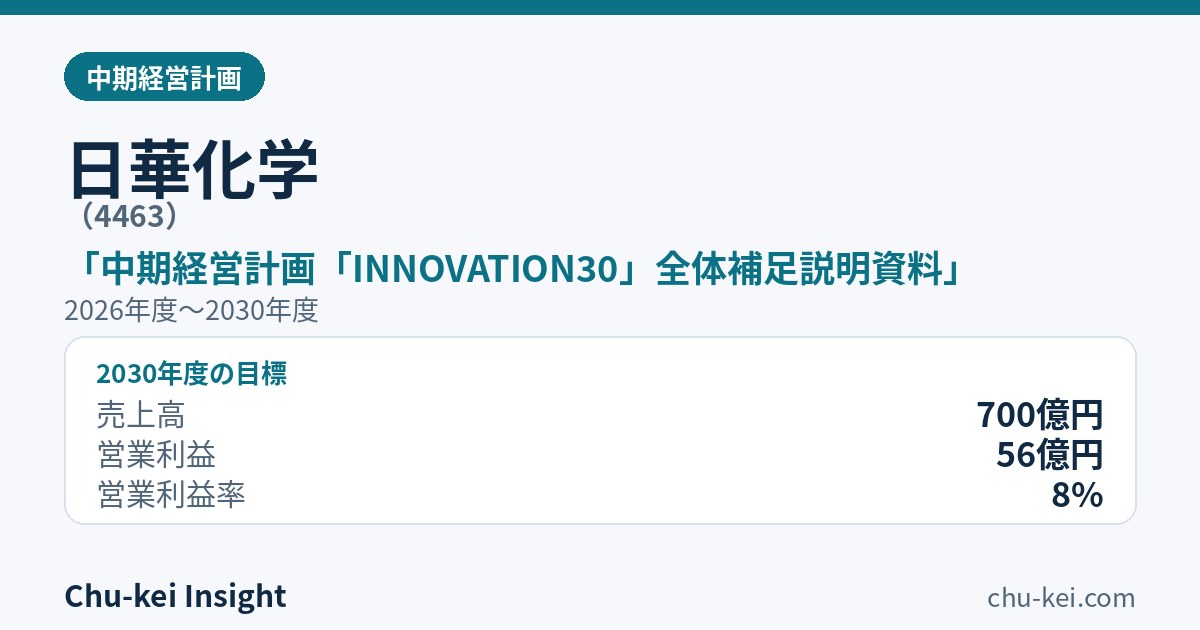 中期経営計画
日華化学
（4463）
「中期経営計画「INNOVATION30」全体補足説明資料」
2026年度〜2030年度
2030年度の目標
売上高 700億円
営業利益 56億円
営業利益率 8%
Chu-kei Insight chu-kei.com